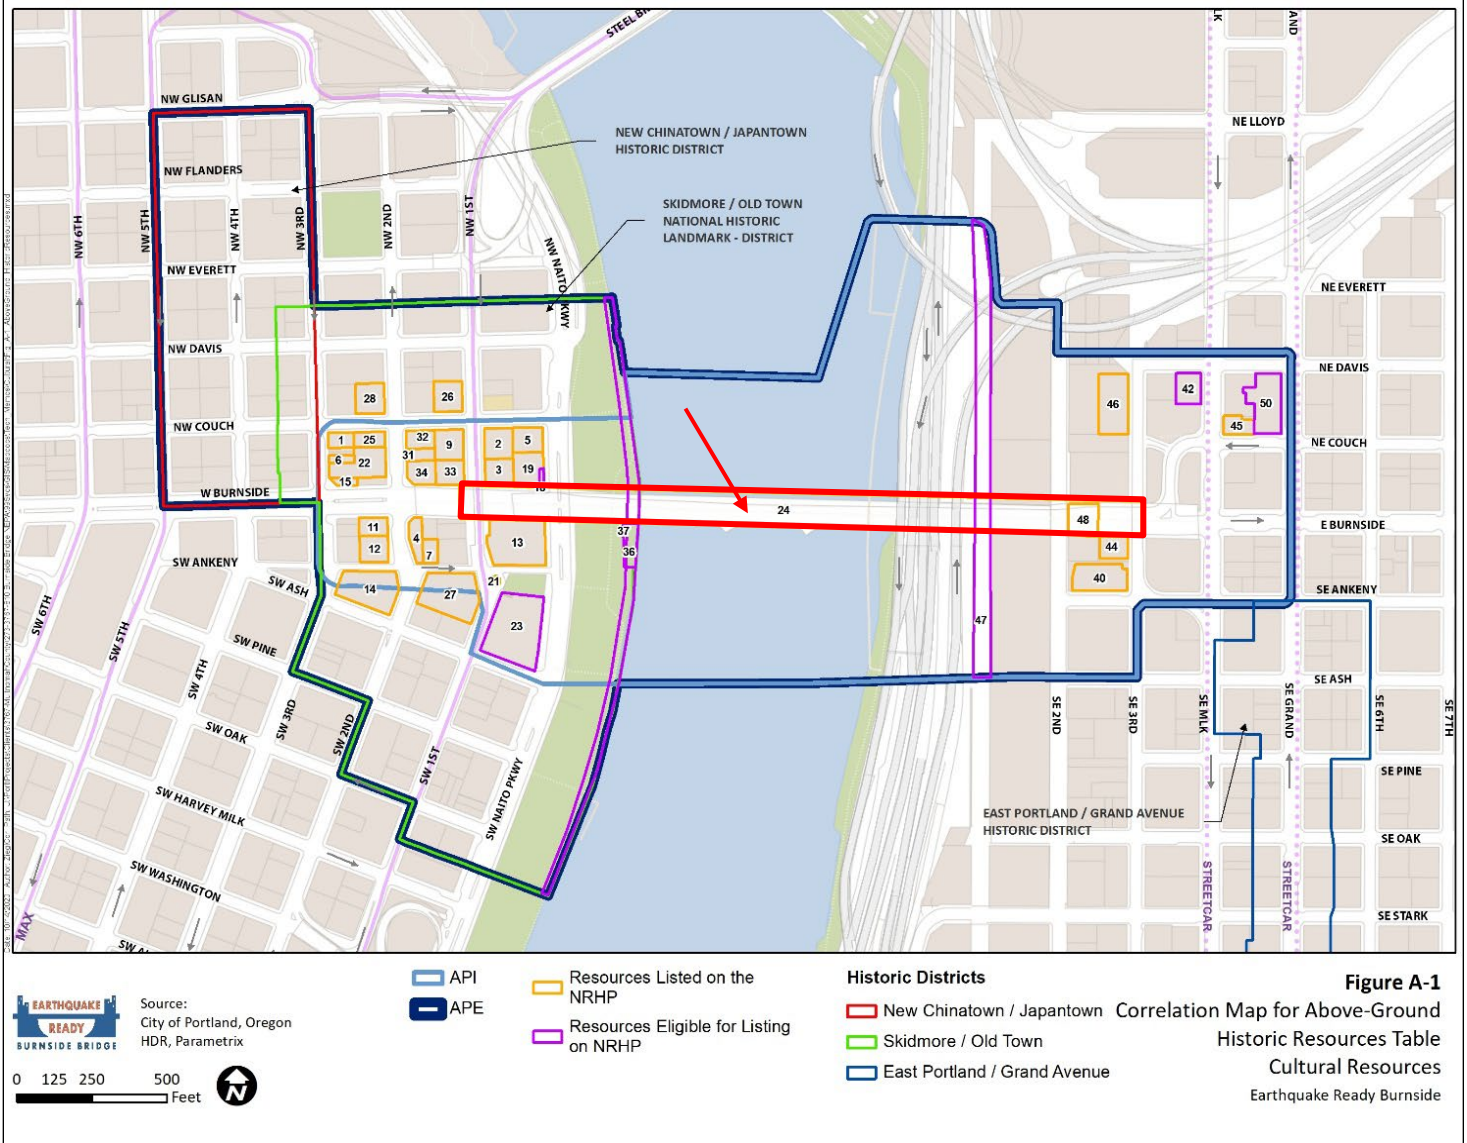 STEEL BR
NW GLISAN
NE LLOYD
NEW CHINATOWN / JAPANTOWN
HISTORIC DISTRICT
NW FLANDERS
SKIDMORE / OLD TOWN
NATIONAL HISTORIC
LANDMARK - DISTRICT
NW 6TH
NW 5TH
NW 4TH
NW 3RD
NW 2ND
NW 1ST
NW NAITO PKWY
LK
AND
NW EVERETT
NE EVERETT
NW DAVIS
NE DAVIS
28
26
46
42
50
45
NW COUCH
NE COUCH
1
25
32
9
2
5
31
6
22
34
33
3
19
15
18
W BURNSIDE
24
48
E BURNSIDE
11
4
13
37
12
7
36
44
SW ANKENY
SW ASH
14
27
21
40
SE ANKENY
23
47
SW 6TH
SW 5TH
SW PINE
SW 4TH
SE ASH
SW 3RD
SW 2ND
SW OAK
SW 1ST
SW NAITO PKWY
SE 2ND
SE 3RD
SE MLK
SE GRAND
SE 6TH
SE 7TH
SE PINE
SW HARVEY MILK
EAST PORTLAND / GRAND AVENUE
HISTORIC DISTRICT
SE OAK
SW WASHINGTON
STREETCAR
STREETCAR
SE STARK
MAX
SW A
EARTHQUAKE
READY
BURNSIDE BRIDGE
Source:
City of Portland, Oregon
HDR, Parametrix
0 125 250 500
Feet
N
API
APE
Resources Listed on the
NRHP
Resources Eligible for Listing
on NRHP
Historic Districts
New Chinatown / Japantown
Skidmore / Old Town
East Portland / Grand Avenue
Figure A-1
Correlation Map for Above-Ground
Historic Resources Table
Cultural Resources
Earthquake Ready Burnside